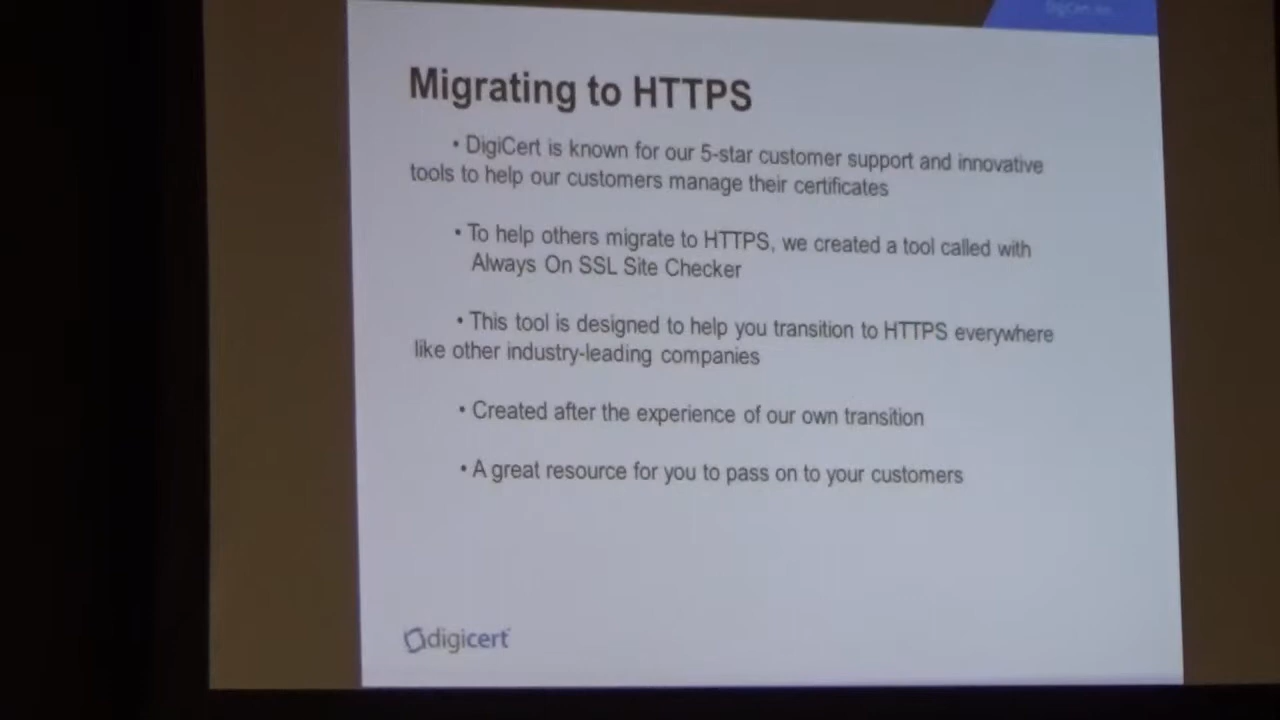 Migrating to HTTPS
• DigiCert is known for our 5-star customer support and innovative
tools to help our customers manage their certificates
• To help others migrate to HTTPS, we created a tool called with
Always On SSL Site Checker
• This tool is designed to help you transition to HTTPS everywhere
like other industry-leading companies
• Created after the experience of our own transition
• A great resource for you to pass on to your customers
digicert